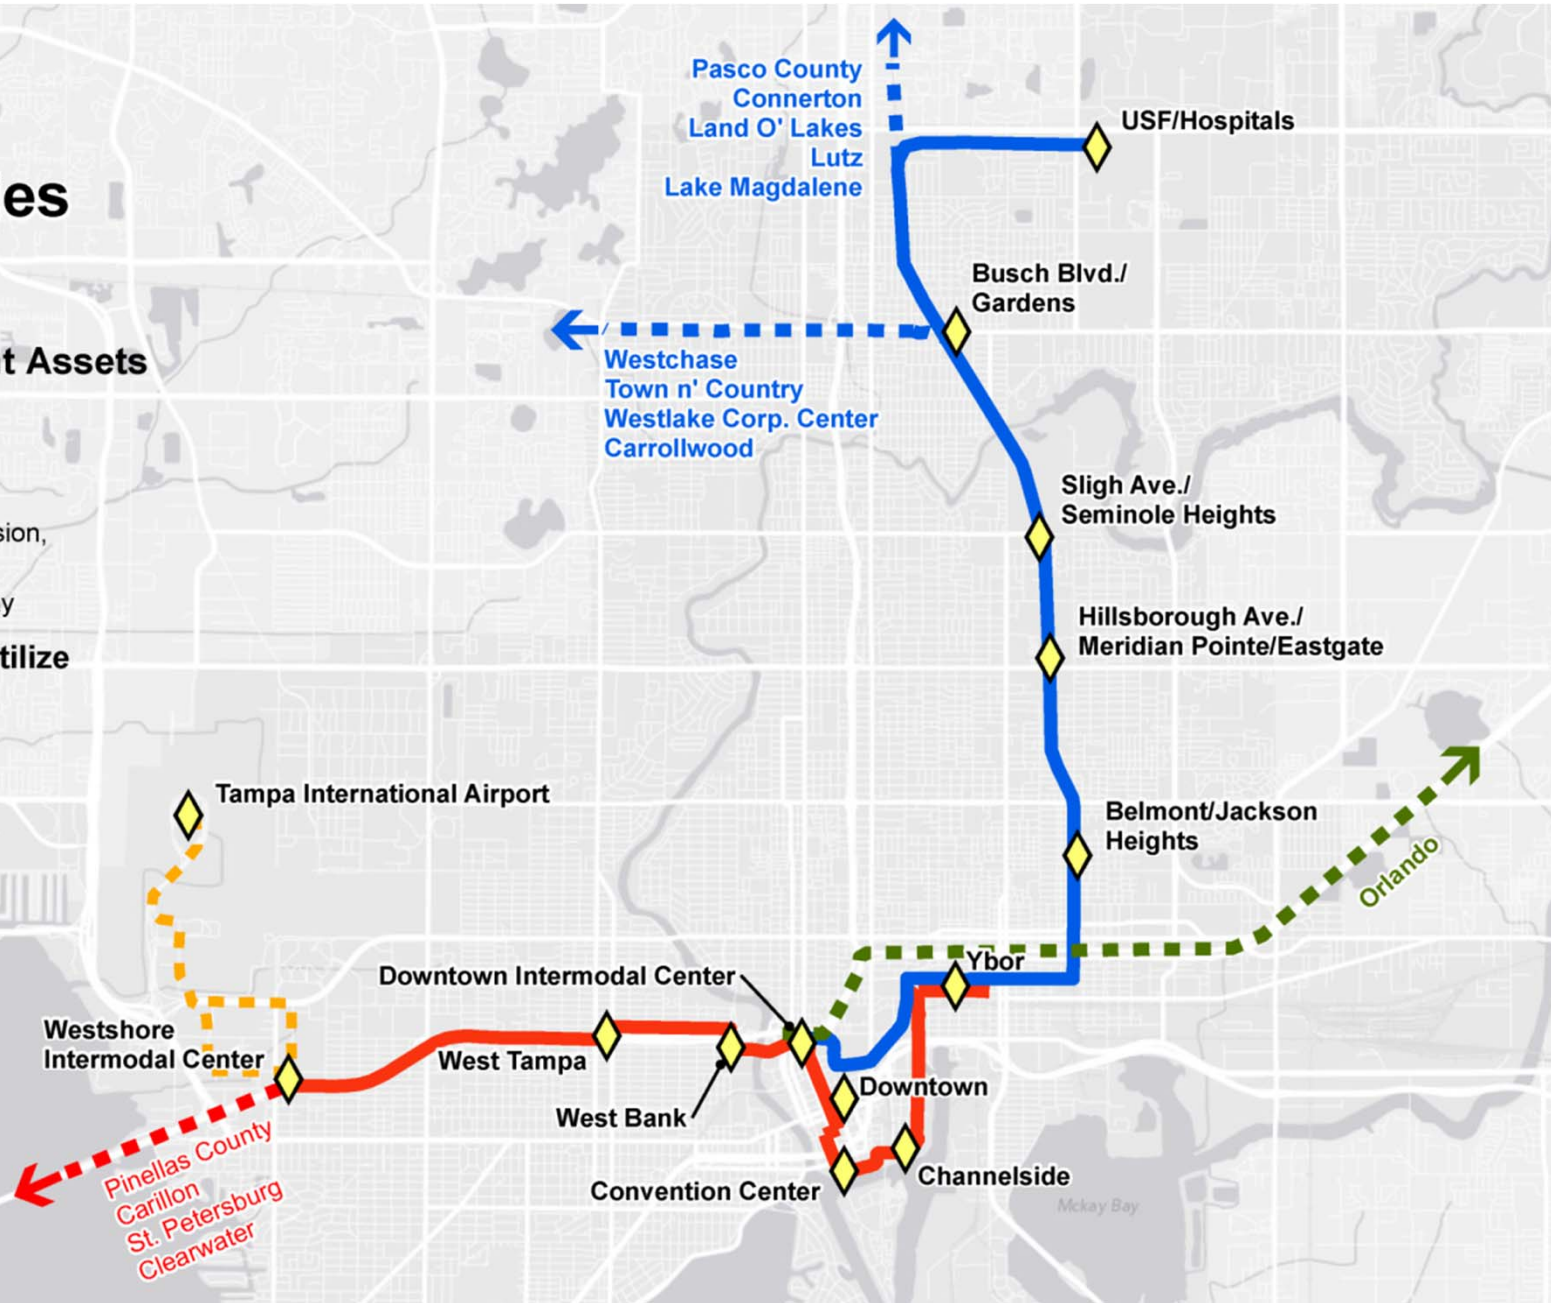 Pasco County
Connerton
Land O' Lakes
Lutz
Lake Magdalene
USF/Hospitals
es
Busch Blvd./
Gardens
t Assets
Westchase
Town n' Country
Westlake Corp. Center
Carrollwood
Sligh Ave./
Seminole Heights
sion,
y
Hillsborough Ave./
Meridian Pointe/Eastgate
tilize
Tampa International Airport
Belmont/Jackson
Heights
Orlando
Ybor
Downtown Intermodal Center
Westshore
Intermodal Center
West Tampa
Downtown
West Bank
Pinellas County
Carillon
St. Petersburg
Clearwater
Convention Center
Channelside
Mckay Bay